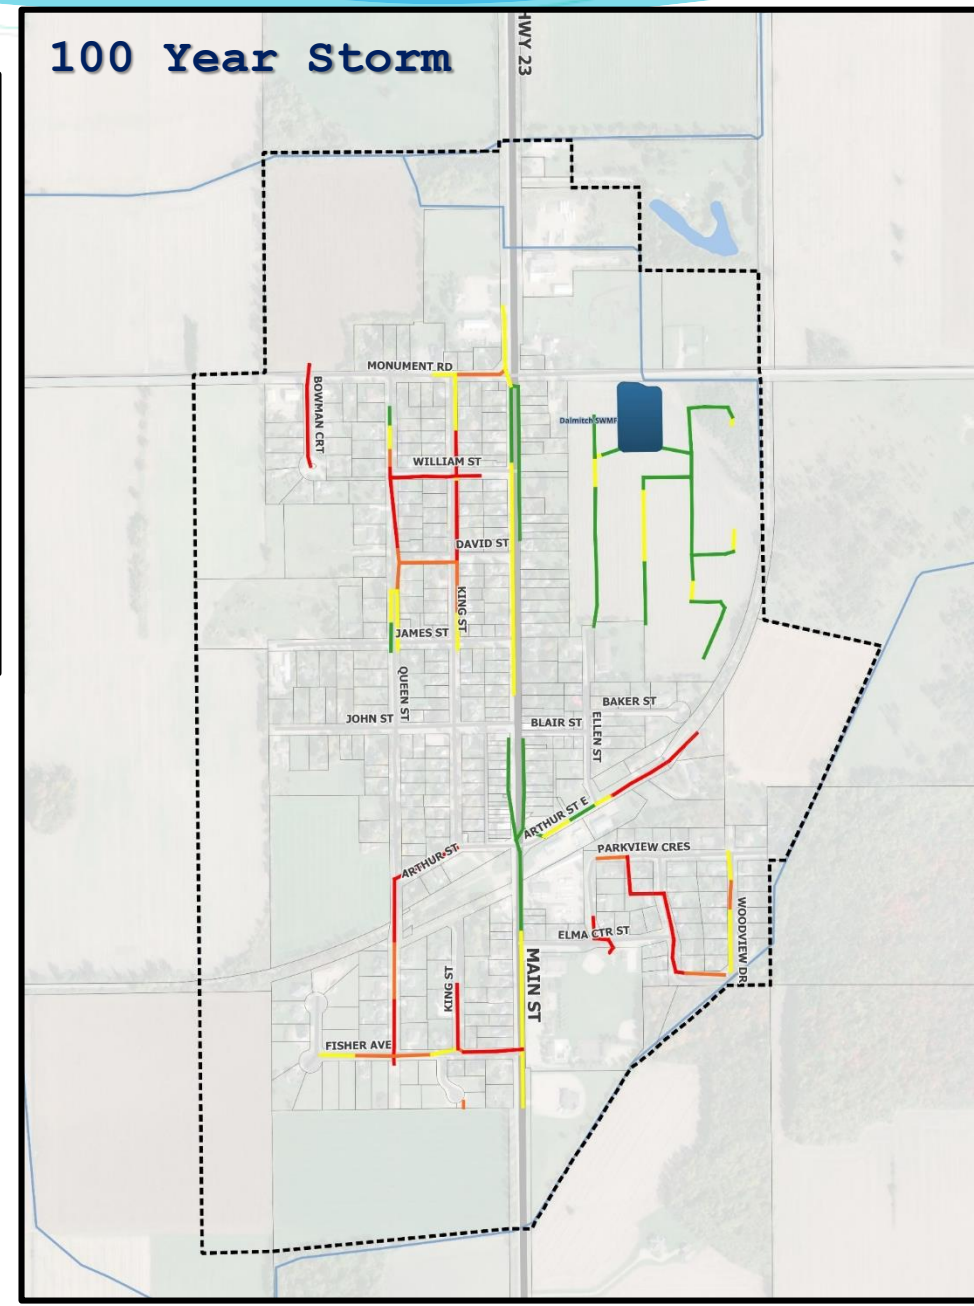 100 Year Storm
HWY 23
MONUMENT RD
BOWMAN CRT
Dalmitch SWMF
WILLIAM ST
DAVID ST
KING ST
JAMES ST
QUEEN ST
BAKER ST
JOHN ST
BLAIR ST
ELLEN ST
ARTHUR ST E
ARTHUR ST
PARKVIEW CRES
WOODVIEW DR
ELMA CTR ST
MAIN ST
KING ST
FISHER AVE